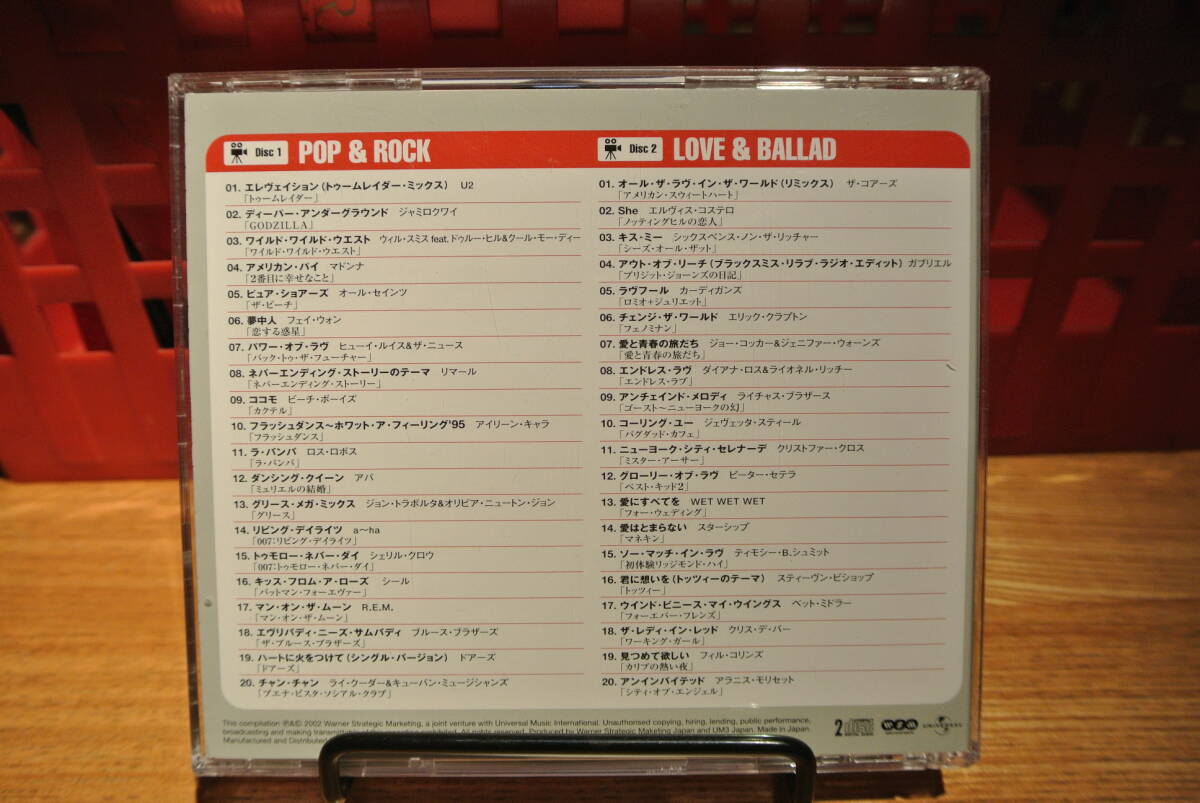 Disc 1 POP & ROCK
01. エレヴェイション(トゥームレイダー・ミックス) U2
「トゥームレイダー」
02. ディーパー・アンダーグラウンド ジャミロクワイ
「GODZILLA」
03. ワイルド・ワイルド・ウエスト ウィル・スミス feat.ドゥルー・ヒル&クール・モー・ディー
「ワイルド・ワイルド・ウエスト」
04. アメリカン・パイ マドンナ
「2番目に幸せなこと」
05. ピュア・ショアーズ オール・セインツ
「ザ・ビーチ」
06. 夢中人 フェイ・ウォン
「恋する惑星」
07. パワー・オブ・ラヴ ヒューイ・ルイス&ザ・ニュース
「バック・トゥ・ザ・フューチャー」
08. ネバーエンディング・ストーリーのテーマ リマール
「ネバーエンディング・ストーリー」
09. ココモ ビーチ・ボーイズ
「カクテル」
10. フラッシュダンス〜ホワット・ア・フィーリング'95 アイリーン・キャラ
「フラッシュダンス」
11. ラ・バンバ ロス・ロボス
「ラ・バンバ」
12. ダンシング・クイーン アバ
「ミュリエルの結婚」
13. グリース・メガ・ミックス ジョン・トラボルタ&オリビア・ニュートン・ジョン
「グリース」
14. リビング・デイライツ a〜ha
「007:リビング・デイライツ」
15. トゥモロー・ネバー・ダイ シェリル・クロウ
「007:トゥモロー・ネバー・ダイ」
16. キッス・フロム・ア・ローズ シール
「バットマン・フォーエヴァー」
17. マン・オン・ザ・ムーン R.E.M.
「マン・オン・ザ・ムーン」
18. エヴリバディ・ニーズ・サムバディ ブルース・ブラザーズ
「ザ・ブルース・ブラザーズ」
19. ハートに火をつけて(シングル・バージョン) ドアーズ
「ドアーズ」
20. チャン・チャン ライ・クーダー&キューバン・ミュージシャンズ
「ブエナ・ビスタ・ソシアル・クラブ」
Disc 2 LOVE & BALLAD
01. オール・ザ・ラヴ・イン・ザ・ワールド(リミックス) ザ・コアーズ
「アメリカン・スウィートハート」
02. She エルヴィス・コステロ
「ノッティングヒルの恋人」
03. キス・ミー シックスペンス・ノン・ザ・リッチャー
「シーズ・オール・ザット」
04. アウト・オブ・リーチ(ブラックスミス・リラブ・ラジオ・エディット) ガブリエル
「ブリジット・ジョーンズの日記」
05. ラヴフール カーディガンズ
「ロミオ+ジュリエット」
06. チェンジ・ザ・ワールド エリック・クラプトン
「フェノミナン」
07. 愛と青春の旅だち ジョー・コッカー&ジェニファー・ウォーンズ
「愛と青春の旅だち」
08. エンドレス・ラヴ ダイアナ・ロス&ライオネル・リッチー
「エンドレス・ラブ」
09. アンチェインド・メロディ ライチャス・ブラザース
「ゴースト〜ニューヨークの幻」
10. コーリング・ユー ジェヴェッタ・スティール
「バグダッド・カフェ」
11. ニューヨーク・シティ・セレナーデ クリストファー・クロス
「ミスター・アーサー」
12. グローリー・オブ・ラヴ ピーター・セテラ
「ベスト・キッド2」
13. 愛にすべてを WET WET WET
「フォー・ウェディング」
14. 愛はとまらない スターシップ
「マネキン」
15. ソー・マッチ・イン・ラヴ ティモシー・B.シュミット
「初体験リッジモンド・ハイ」
16. 君に想いを(トッツィーのテーマ) スティーヴン・ビショップ
「トッツィー」
17. ウインド・ビニース・マイ・ウイングス ベット・ミドラー
「フォーエバー・フレンズ」
18. ザ・レディ・イン・レッド クリス・デ・バー
「ワーキング・ガール」
19. 見つめて欲しい フィル・コリンズ
「カリブの熱い夜」
20. アンインバイテッド アラニス・モリセット
「シティ・オブ・エンジェル」
This compilation ℗&© 2002 Warner Strategic Marketing, a joint venture with Universal Music International. Unauthorised copying, hiring, lending, public performance,
broadcasting and making All rights reserved. Produced by Warner Strategic Maketing Japan and UM3 Japan. Made in Japan.
Manufactured and Distributed
2 DISC
UNIVERSAL